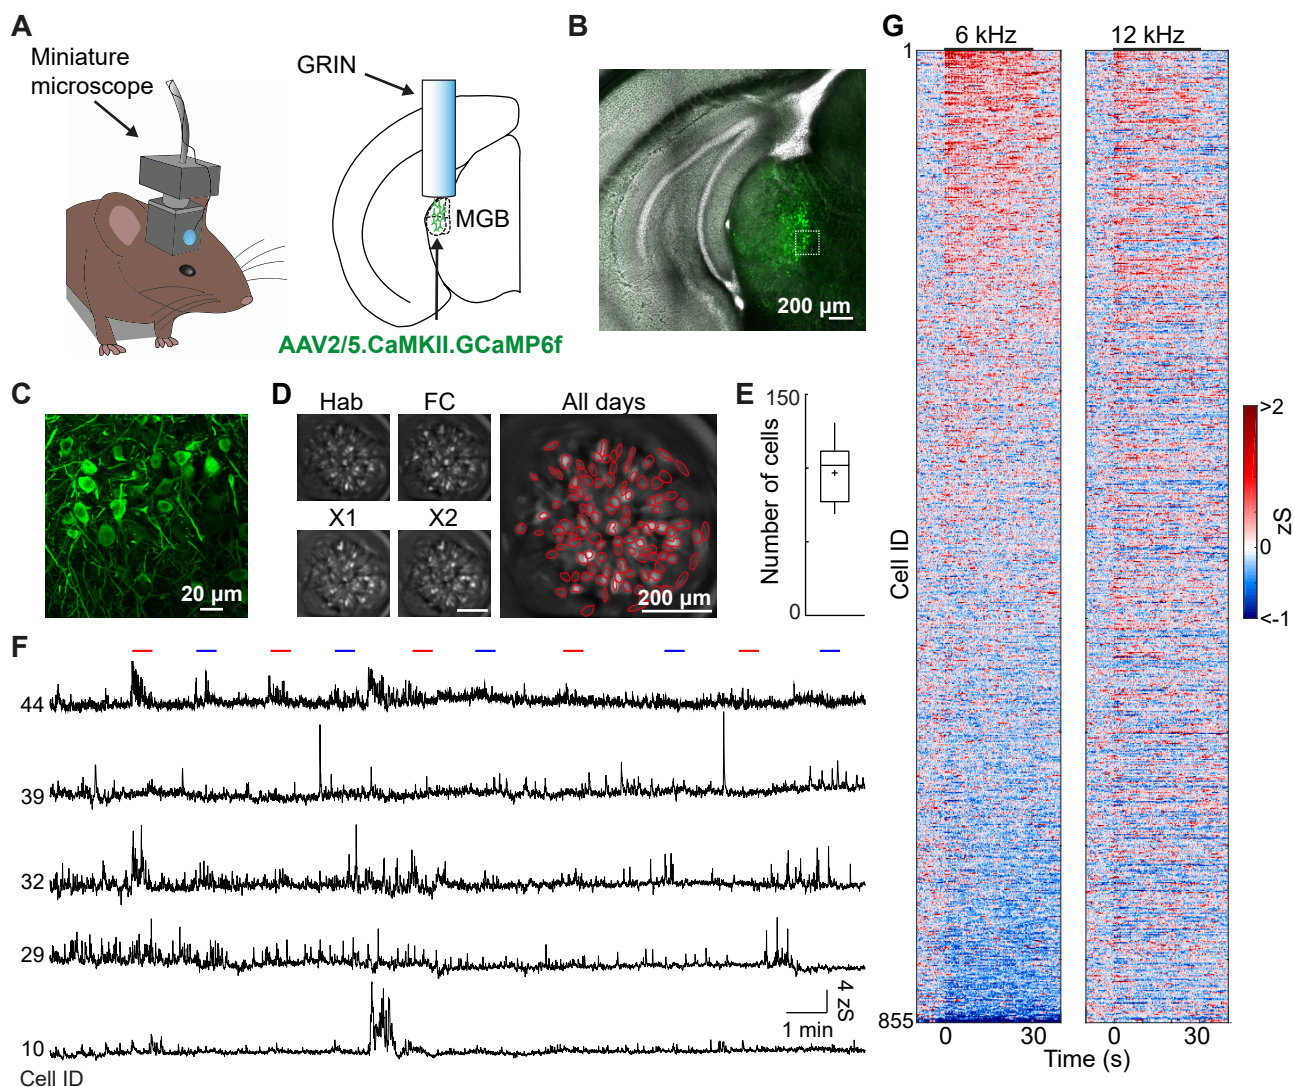 A
Miniature
microscope
GRIN
MGB
AAV2/5.CaMKII.GCaMP6f
B
200 µm
C
20 µm
D
Hab
FC
X1
X2
All days
200 µm
E
Number of cells
150
0
F
44
39
32
29
10
Cell ID
4 zS
1 min
G
6 kHz
12 kHz
1
Cell ID
855
0
30
0
30
Time (s)
>2
0
<-1
zS